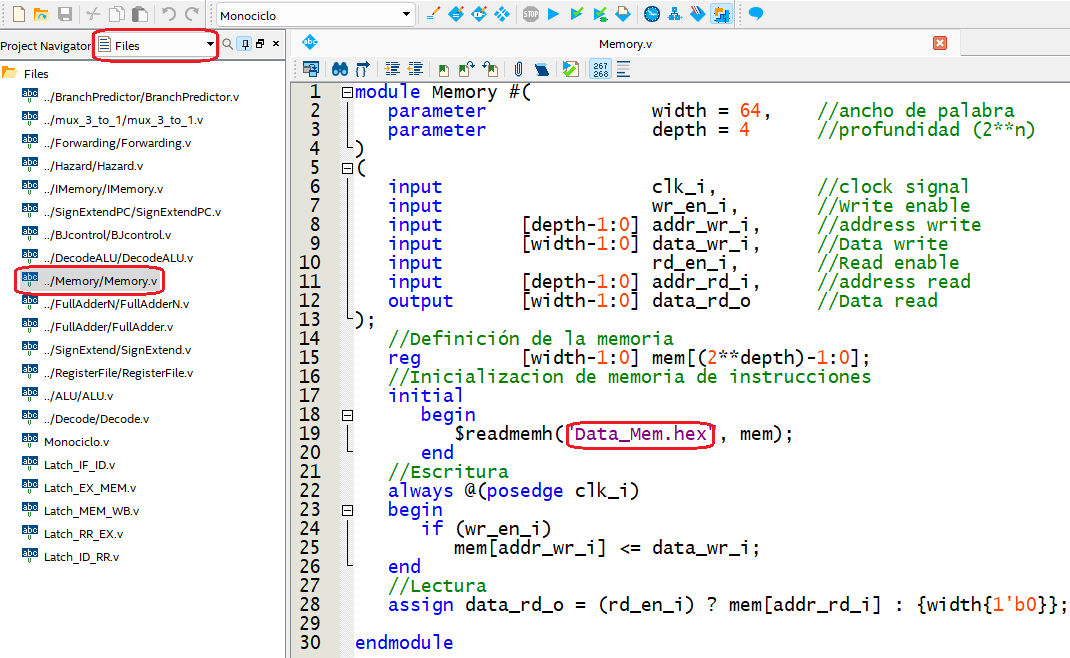 Monociclo
STOP
Project Navigator Files
Memory.v
Files
../BranchPredictor/BranchPredictor.v
../mux_3_to_1/mux_3_to_1.v
../Forwarding/Forwarding.v
../Hazard/Hazard.v
../IMemory/IMemory.v
../SignExtendPC/SignExtendPC.v
../BJcontrol/BJcontrol.v
../DecodeALU/DecodeALU.v
../Memory/Memory.v
../FullAdderN/FullAdderN.v
../FullAdder/FullAdder.v
../SignExtend/SignExtend.v
../RegisterFile/RegisterFile.v
../ALU/ALU.v
../Decode/Decode.v
Monociclo.v
Latch_IF_ID.v
Latch_EX_MEM.v
Latch_MEM_WB.v
Latch_RR_EX.v
Latch_ID_RR.v
267
268
1 module Memory #(
2 parameter width = 64, //ancho de palabra
3 parameter depth = 4 //profundidad (2**n)
4 )
5 (
6 input clk_i, //clock signal
7 input wr_en_i, //Write enable
8 input [depth-1:0] addr_wr_i, //address write
9 input [width-1:0] data_wr_i, //Data write
10 input rd_en_i, //Read enable
11 input [depth-1:0] addr_rd_i, //address read
12 output [width-1:0] data_rd_o //Data read
13 );
14 //Definición de la memoria
15 reg [width-1:0] mem[(2**depth)-1:0];
16 //Inicializacion de memoria de instrucciones
17 initial
18 begin
19 $readmemh("Data_Mem.hex", mem);
20 end
21 //Escritura
22 always @(posedge clk_i)
23 begin
24 if (wr_en_i)
25 mem[addr_wr_i] <= data_wr_i;
26 end
27 //Lectura
28 assign data_rd_o = (rd_en_i) ? mem[addr_rd_i] : {width{1'b0}};
29
30 endmodule